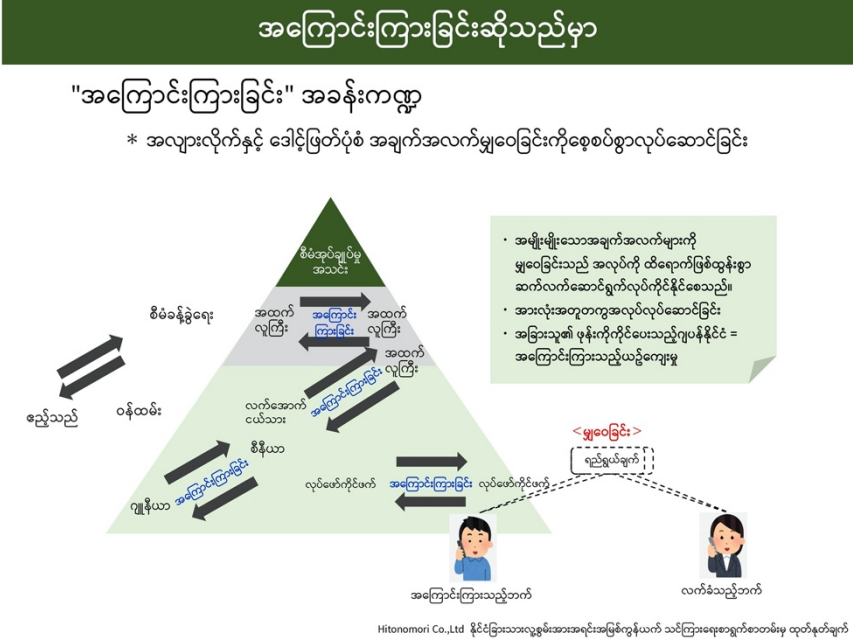 အကြောင်းကြားခြင်းဆိုသည်မှာ
"အကြောင်းကြားခြင်း" အခန်းကဏ္ဍ
* အလျားလိုက်နှင့် ဒေါင့်ဖြတ်ပုံစံ အချက်အလက်မျှဝေခြင်းကိုစေ့စပ်စွာလုပ်ဆောင်ခြင်း
စီမံအုပ်ချုပ်မှု
အသင်း
အထက်
လူကြီး
အကြောင်း
ကြားခြင်း
အထက်
လူကြီး
စီမံခန့်ခွဲရေး
ဧည့်သည်
ဝန်ထမ်း
အထက်
လူကြီး
အကြောင်းကြားခြင်း
လက်အောက်
ငယ်သား
စီနီယာ
အကြောင်းကြားခြင်း
ဂျူနီယာ
လုပ်ဖော်ကိုင်ဖက်
အကြောင်းကြားခြင်း
လုပ်ဖော်ကိုင်ဖက်
• အမျိုးမျိုးသောအချက်အလက်များကို
မျှဝေခြင်းသည် အလုပ်ကို ထိရောက်ဖြစ်ထွန်းစွာ
ဆက်လက်ဆောင်ရွက်လုပ်ကိုင်နိုင်စေသည်။
• အားလုံးအတူတကွအလုပ်လုပ်ဆောင်ခြင်း
• အခြားသူ၏ ဖုန်းကိုကိုင်ပေးသည့်ဂျပန်နိုင်ငံ =
အကြောင်းကြားသည့်ယဉ်ကျေးမှု
<မျှဝေခြင်း>
ရည်ရွယ်ချက်
အကြောင်းကြားသည့်ဘက်
လက်ခံသည့်ဘက်
Hitonomori Co.,Ltd နိုင်ငံခြားသားလူ့စွမ်းအားအရင်းအမြစ်ကွန်ယက် သင်ကြားရေးစာရွက်စာတမ်းမှ ထုတ်နုတ်ချက်